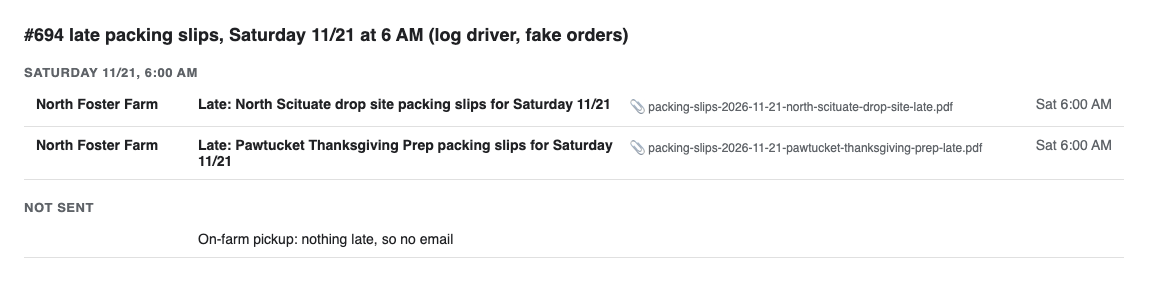 #694 late packing slips, Saturday 11/21 at 6 AM (log driver, fake orders)
SATURDAY 11/21, 6:00 AM
North Foster Farm Late: North Scituate drop site packing slips for Saturday 11/21 packing-slips-2026-11-21-north-scituate-drop-site-late.pdf Sat 6:00 AM
North Foster Farm Late: Pawtucket Thanksgiving Prep packing slips for Saturday packing-slips-2026-11-21-pawtucket-thanksgiving-prep-late.pdf Sat 6:00 AM
11/21
NOT SENT
On-farm pickup: nothing late, so no email